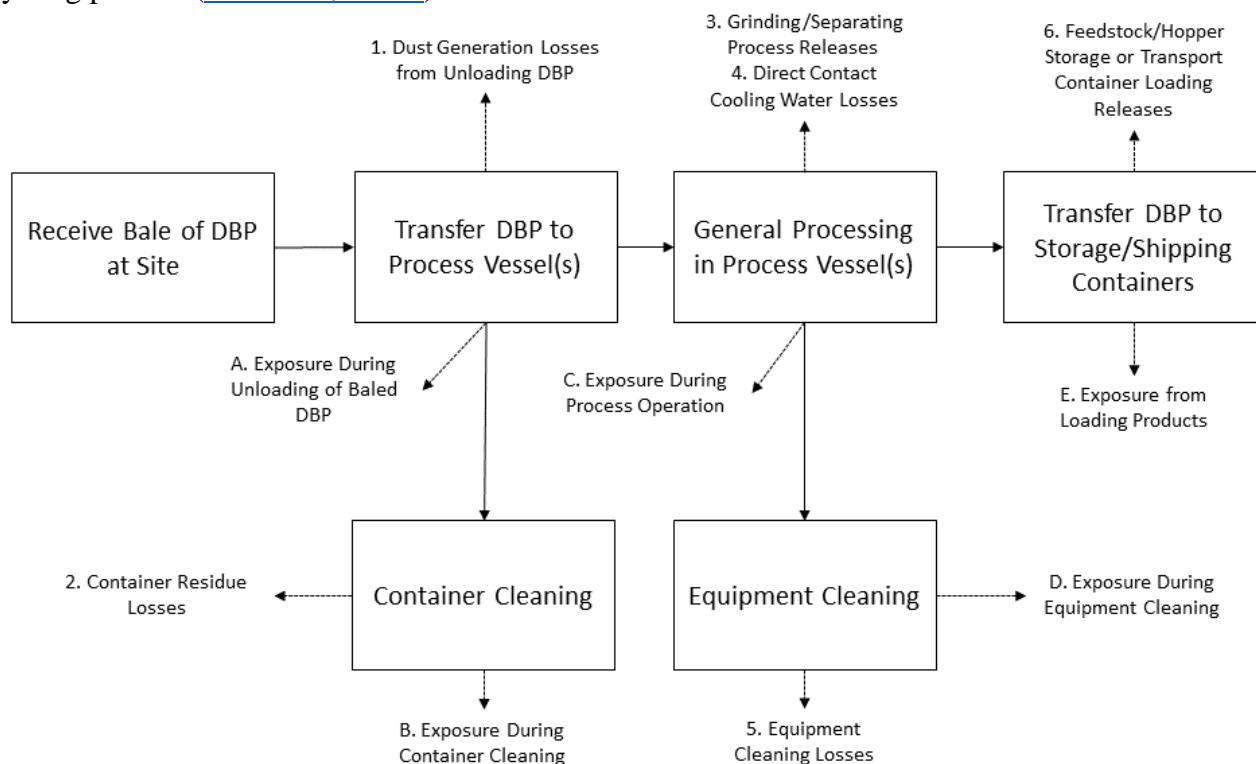 1. Dust Generation Losses
from Unloading DBP
3. Grinding/Separating
Process Releases
4. Direct Contact
Cooling Water Losses
6. Feedstock/Hopper
Storage or Transport
Container Loading
Releases
Receive Bale of DBP
at Site
Transfer DBP to
Process Vessel(s)
General Processing
in Process Vessel(s)
Transfer DBP to
Storage/Shipping
Containers
A. Exposure During
Unloading of Baled
DBP
C. Exposure During
Process Operation
E. Exposure from
Loading Products
2. Container Residue
Losses
Container Cleaning
Equipment Cleaning
D. Exposure During
Equipment Cleaning
B. Exposure During
Container Cleaning
5. Equipment
Cleaning Losses